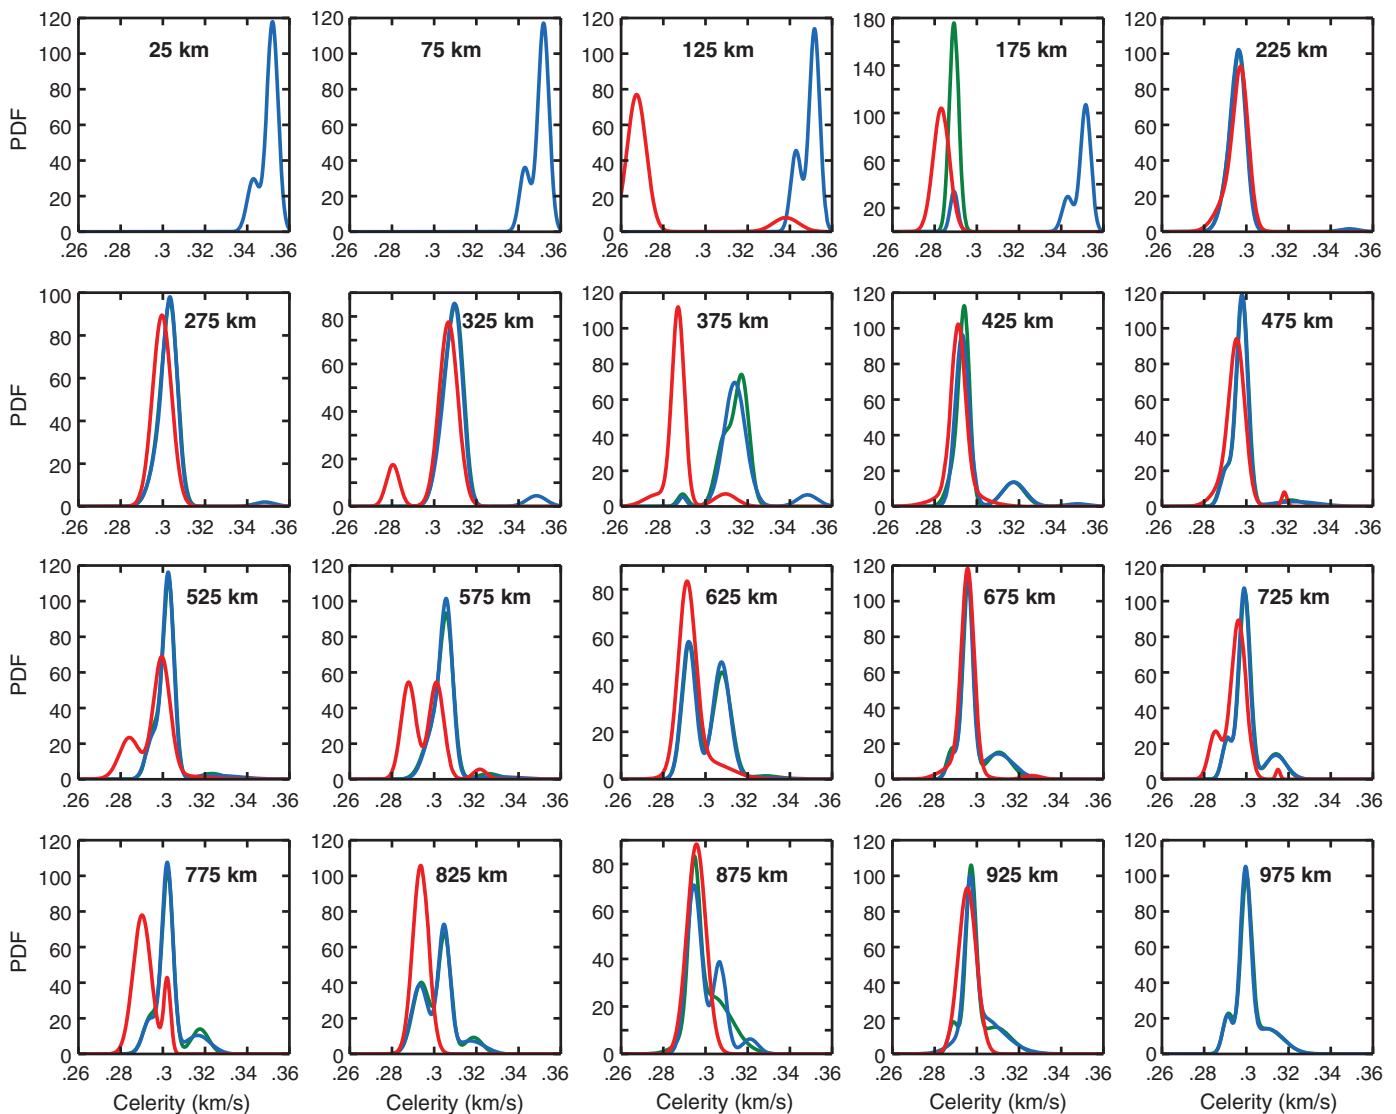 120 120 120 180 120
25 km 75 km 125 km 175 km 225 km
100 100 100 100
140
80 80 80 80
PDF
60 60 60 100 60
40 40 40 60 40
20 20 20 20 20
0 0 0 0
.26 .28 .3 .32 .34 .36 .26 .28 .3 .32 .34 .36 .26 .28 .3 .32 .34 .36 .26 .28 .3 .32 .34 .36 .26 .28 .3 .32 .34 .36
100 120 120 120
275 km 325 km 375 km 425 km 475 km
80 80 100 100 100
60 60 80 80 80
PDF
40 40 60 60 60
40 40 40
20 20 20 20 20
0 0 0 0 0
.26 .28 .3 .32 .34 .36 .26 .28 .3 .32 .34 .36 .26 .28 .3 .32 .34 .36 .26 .28 .3 .32 .34 .36 .26 .28 .3 .32 .34 .36
120 120 120 120
525 km 575 km 625 km 675 km 725 km
100 100 80 100 100
80 80 60 80 80
PDF
60 60 60 60
40 40 40 40 40
20 20 20 20 20
0 0 0 0 0
.26 .28 .3 .32 .34 .36 .26 .28 .3 .32 .34 .36 .26 .28 .3 .32 .34 .36 .26 .28 .3 .32 .34 .36 .26 .28 .3 .32 .34 .36
120 120 120 120
775 km 825 km 875 km 925 km 975 km
100 100 80 100 100
80 80 60 80 80
PDF
60 60 60 60
40 40 40 40 40
20 20 20 20 20
0 0 0 0 0
.26 .28 .3 .32 .34 .36 .26 .28 .3 .32 .34 .36 .26 .28 .3 .32 .34 .36 .26 .28 .3 .32 .34 .36 .26 .28 .3 .32 .34 .36
Celerity (km/s) Celerity (km/s) Celerity (km/s) Celerity (km/s) Celerity (km/s)